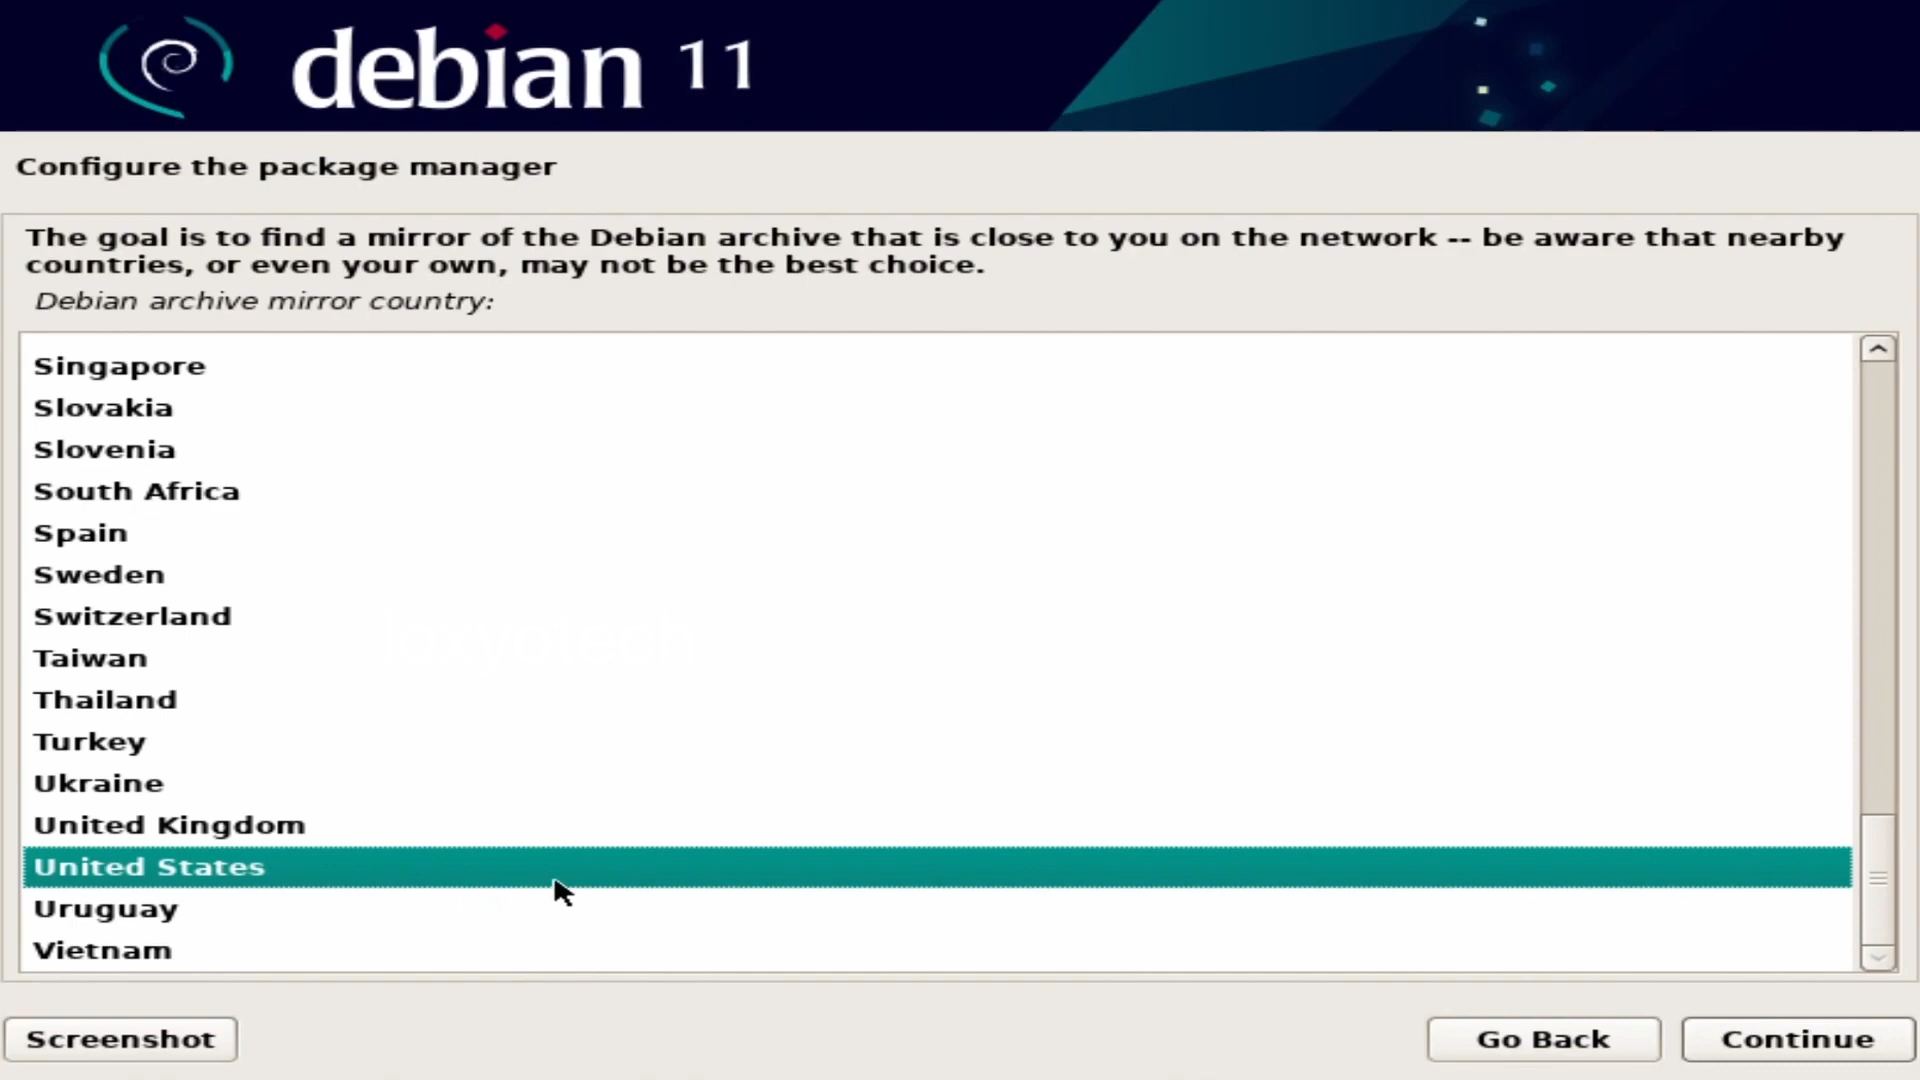 debian 11
Configure the package manager
The goal is to find a mirror of the Debian archive that is close to you on the network -- be aware that nearby
countries, or even your own, may not be the best choice.
Debian archive mirror country:
Singapore
Slovakia
Slovenia
South Africa
Spain
Sweden
Switzerland
Taiwan
Thailand
Turkey
Ukraine
United Kingdom
United States
Uruguay
Vietnam
Screenshot
Go Back
Continue